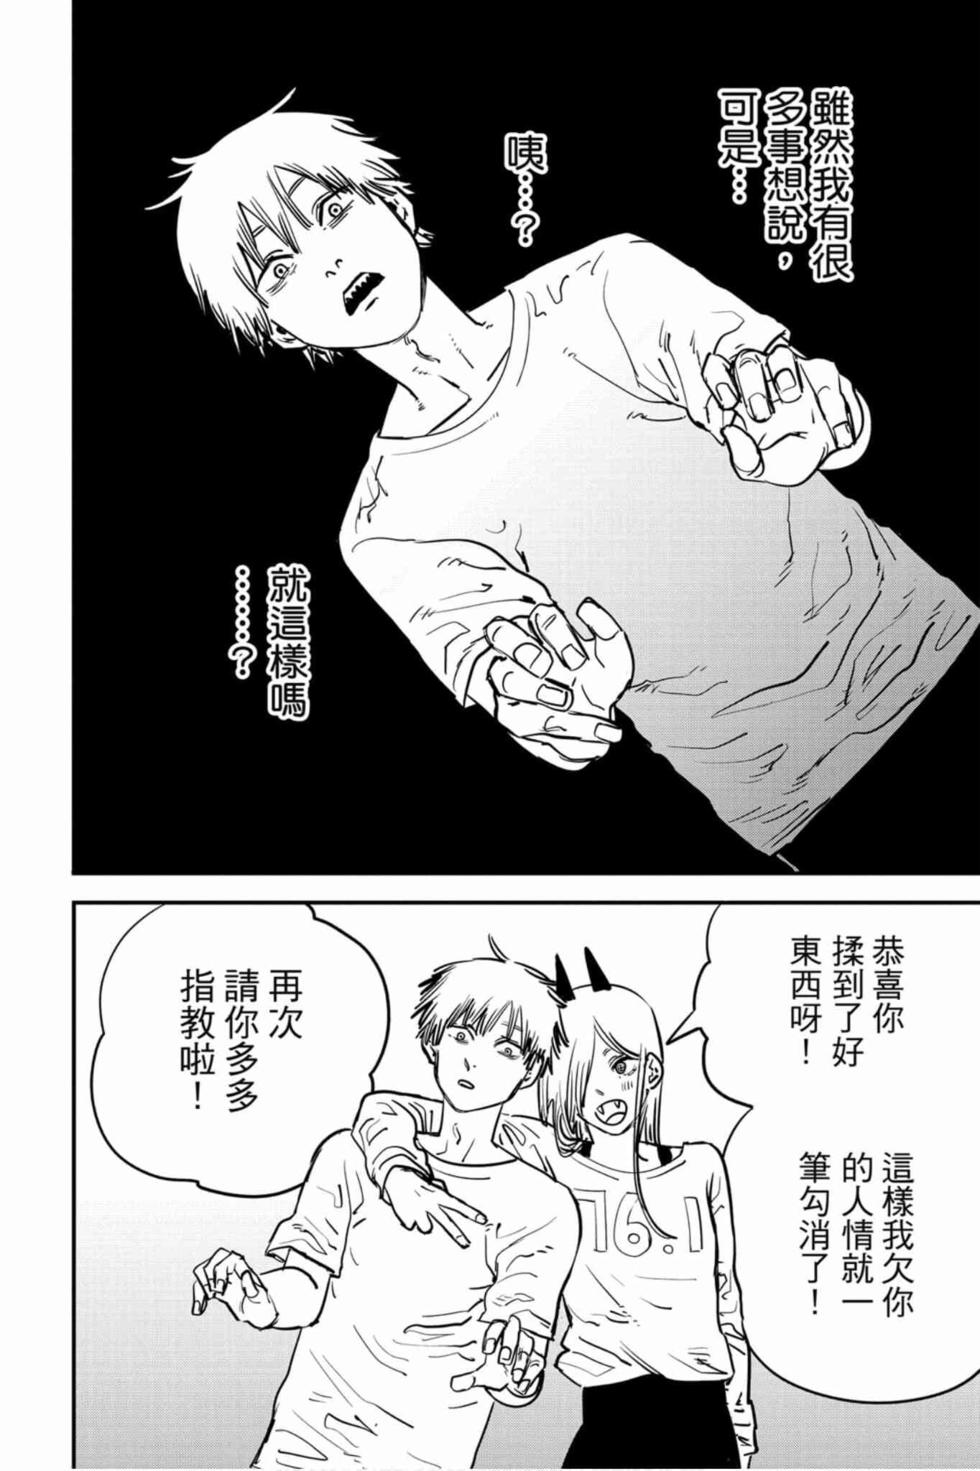 雖然我有很
多事想說，
可是…
咦…？
就這樣嗎
……？
恭喜你
揉到了好
東西呀！
這樣我欠你
的人情就一
筆勾消了！
76.1
再次
請你多多
指教啦！